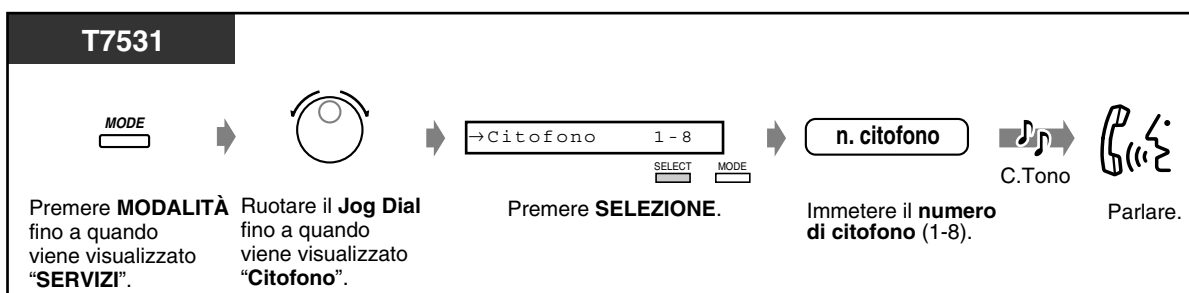 T7531
MODE
→Citofono 1-8
SELECT MODE
n. citofono
C.Tono
Premere MODALITÀ
fino a quando
viene visualizzato
“SERVIZI”.
Ruotare il Jog Dial
fino a quando
viene visualizzato
“Citofono”.
Premere SELEZIONE.
Immetere il numero
di citofono (1-8).
Parlare.